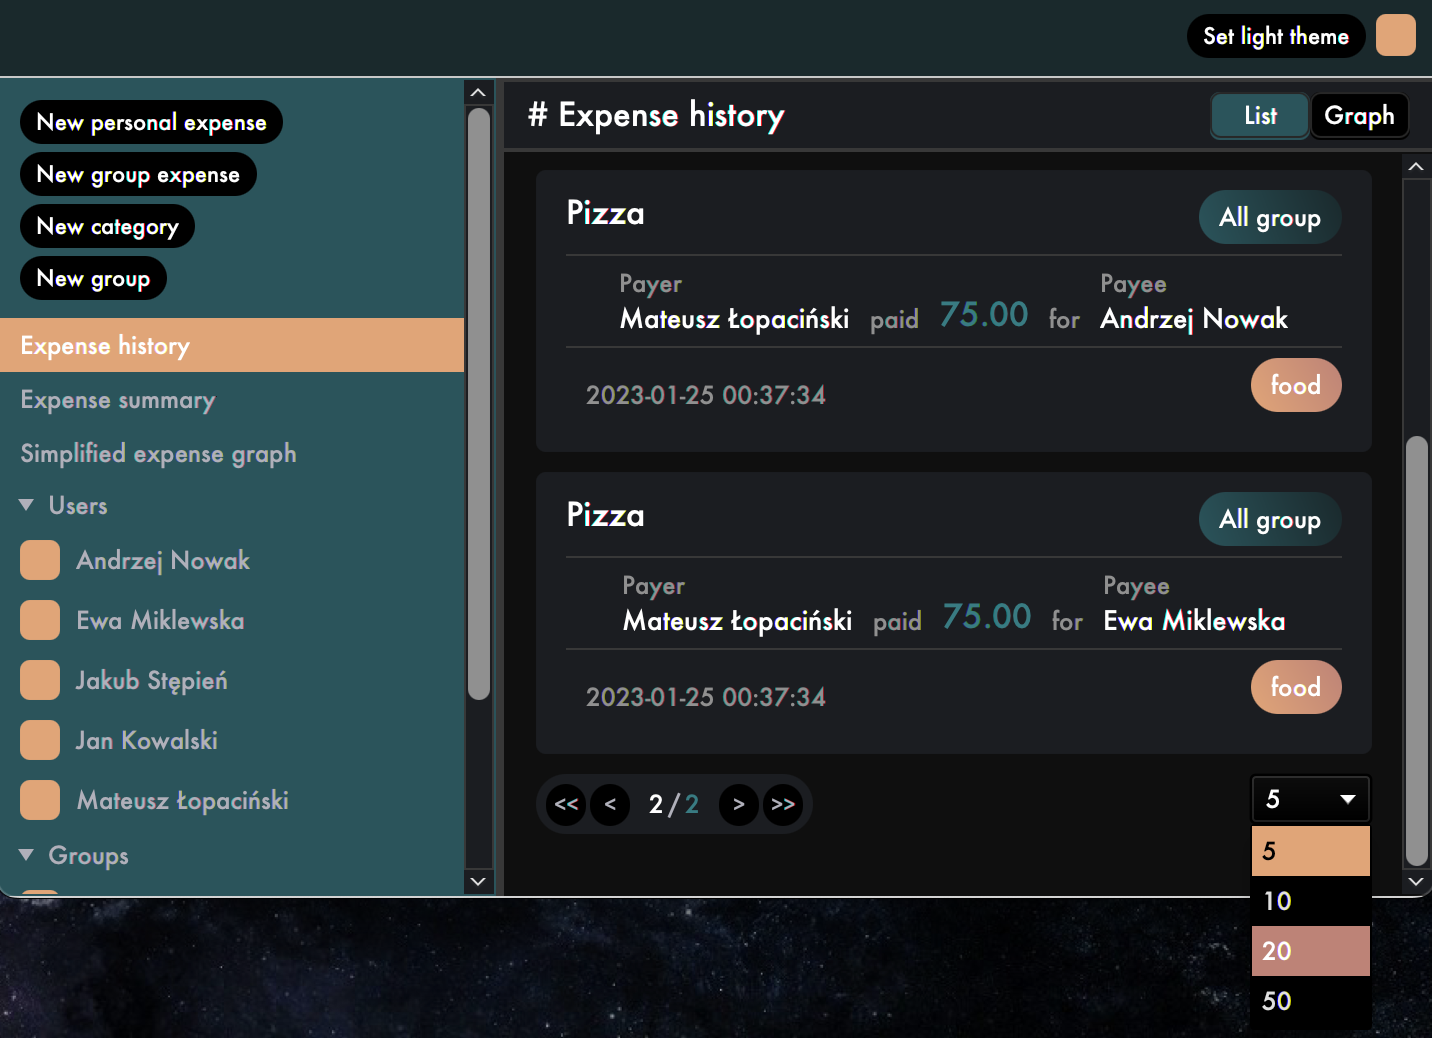 Set light theme
New personal expense
New group expense
New category
New group
Expense history
Expense summary
Simplified expense graph
Users
Andrzej Nowak
Ewa Miklewska
Jakub Stępień
Jan Kowalski
Mateusz Łopaciński
Groups
# Expense history
List Graph
Pizza
All group
Payer Payee
Mateusz Łopaciński paid 75.00 for Andrzej Nowak
2023-01-25 00:37:34
food
Pizza
All group
Payer Payee
Mateusz Łopaciński paid 75.00 for Ewa Miklewska
2023-01-25 00:37:34
food
<< < 2 / 2 > >>
5
5
10
20
50